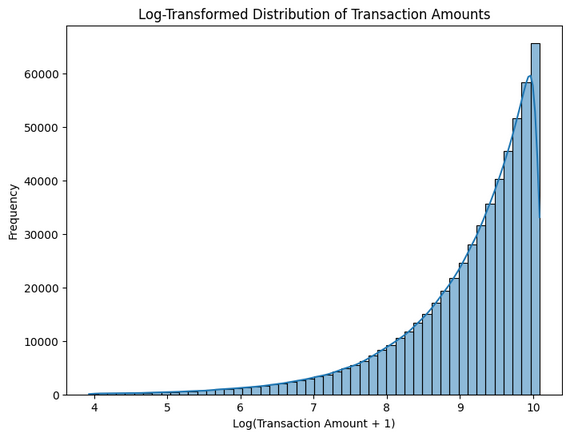 Log-Transformed Distribution of Transaction Amounts
Frequency
60000
50000
40000
30000
20000
10000
0
4 5 6 7 8 9 10
Log(Transaction Amount + 1)